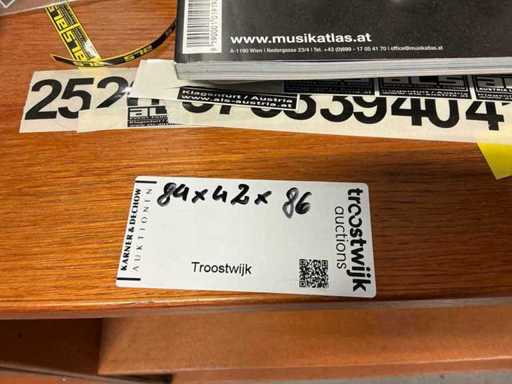 www.musikatlas.at
A-1190 Wien | Nedergasse 23/4 | Tel. +43 (0)699 - 17 05 41 70 | office@musikatlas.at
252
39404
Klagenfurt / Austria
www.als-austria.at
84 x 42 x 86
KARNER & DECHOW
AUKTIONEN
Troostwijk
troostwijk
auctions